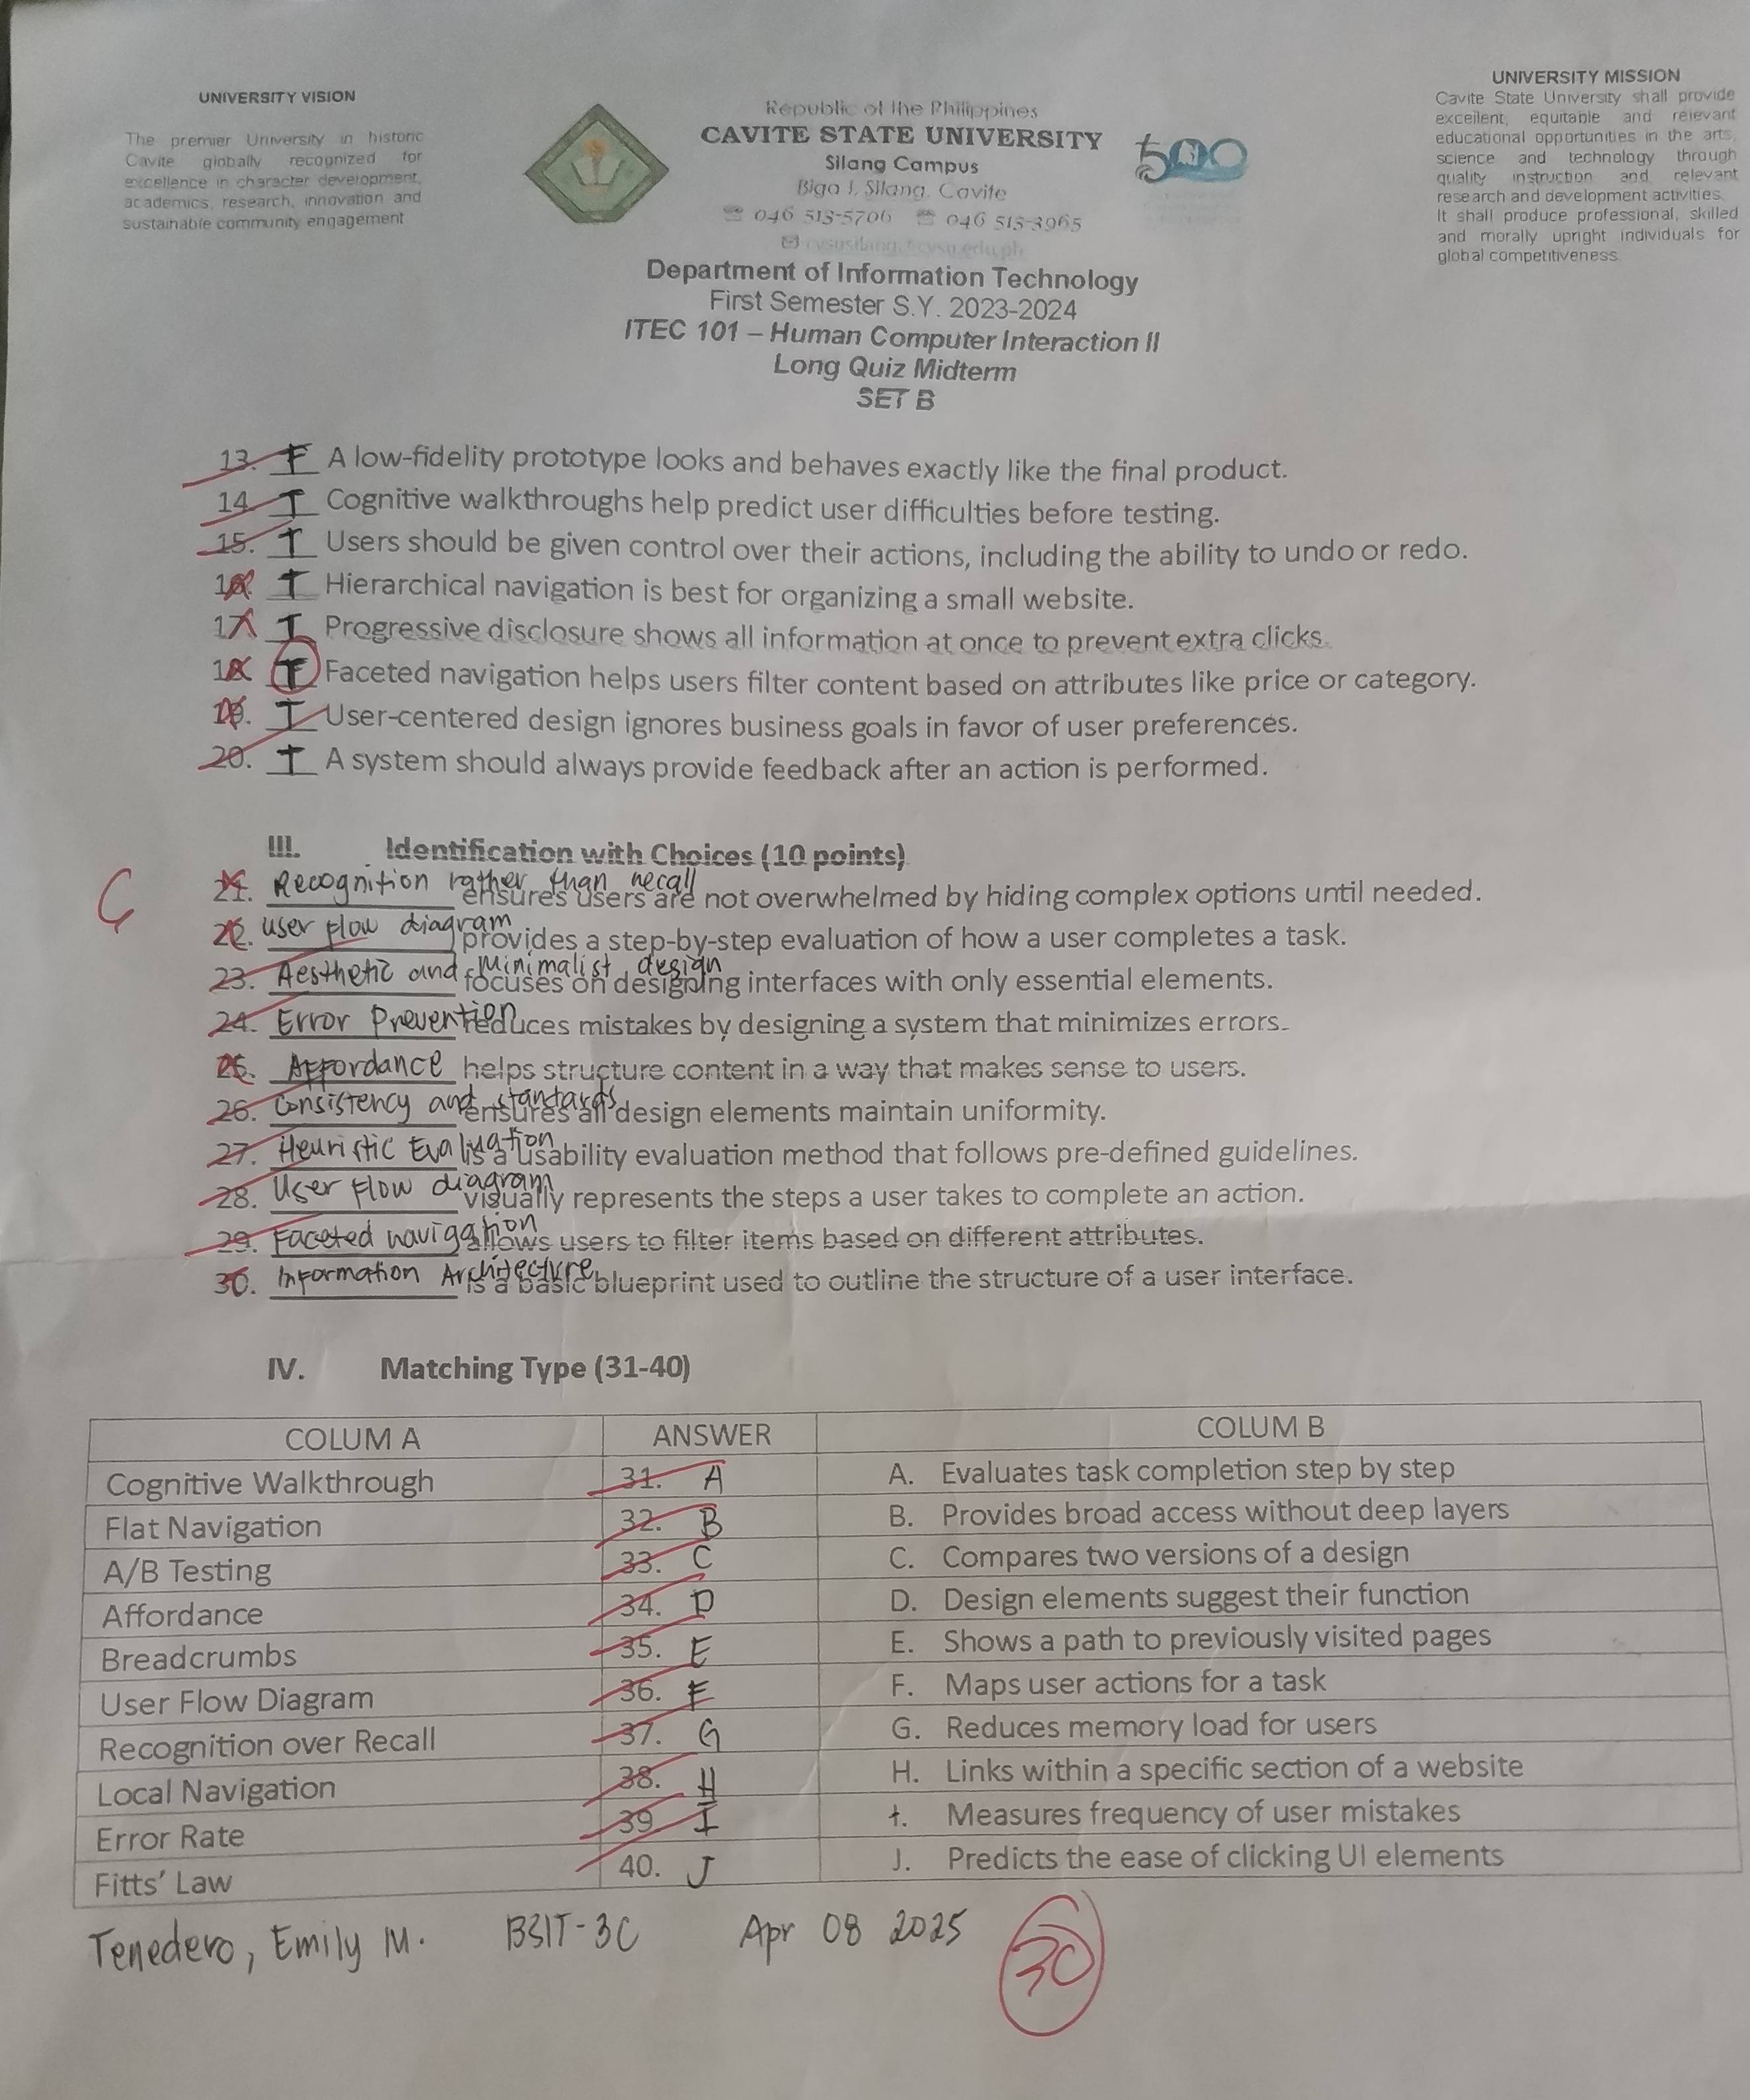 UNIVERSITY VISION
The premier University in historic
Cavite globally recognized for
excellence in character development,
academics, research, innovation and
sustainable community engagement
Republic of the Philippines
CAVITE STATE UNIVERSITY
Silang Campus
Biga I, Silang, Cavite
☎ 046 513-5706 ☎ 046 513-3965
500
UNIVERSITY MISSION
Cavite State University shall provide
excellent, equitable and relevant
educational opportunities in the arts,
science and technology through
quality instruction and relevant
research and development activities.
It shall produce professional, skilled
and morally upright individuals for
global competitiveness.
Department of Information Technology
First Semester S.Y. 2023-2024
ITEC 101 – Human Computer Interaction II
Long Quiz Midterm
SET B
13. F A low-fidelity prototype looks and behaves exactly like the final product.
14. T Cognitive walkthroughs help predict user difficulties before testing.
15. T Users should be given control over their actions, including the ability to undo or redo.
16. T Hierarchical navigation is best for organizing a small website.
17. T Progressive disclosure shows all information at once to prevent extra clicks.
18. F Faceted navigation helps users filter content based on attributes like price or category.
19. T User-centered design ignores business goals in favor of user preferences.
20. T A system should always provide feedback after an action is performed.
III. Identification with Choices (10 points)
21. Recognition rather than recall ensures users are not overwhelmed by hiding complex options until needed.
22. User flow diagram provides a step-by-step evaluation of how a user completes a task.
23. Aesthetic and minimalist design focuses on designing interfaces with only essential elements.
24. Error Prevention reduces mistakes by designing a system that minimizes errors.
25. Affordance helps structure content in a way that makes sense to users.
26. Consistency and standards ensures all design elements maintain uniformity.
27. Heuristic Evaluation is a usability evaluation method that follows pre-defined guidelines.
28. User Flow diagram visually represents the steps a user takes to complete an action.
29. Faceted navigation allows users to filter items based on different attributes.
30. Information Architecture is a basic blueprint used to outline the structure of a user interface.
IV. Matching Type (31-40)
COLUM A ANSWER COLUM B
Cognitive Walkthrough 31. A A. Evaluates task completion step by step
Flat Navigation 32. B B. Provides broad access without deep layers
A/B Testing 33. C C. Compares two versions of a design
Affordance 34. D D. Design elements suggest their function
Breadcrumbs 35. E E. Shows a path to previously visited pages
User Flow Diagram 36. F F. Maps user actions for a task
Recognition over Recall 37. G G. Reduces memory load for users
Local Navigation 38. H H. Links within a specific section of a website
Error Rate 39. I I. Measures frequency of user mistakes
Fitts' Law 40. J J. Predicts the ease of clicking UI elements
Tenedero, Emily M. BSIT-3C Apr 08 2025 30